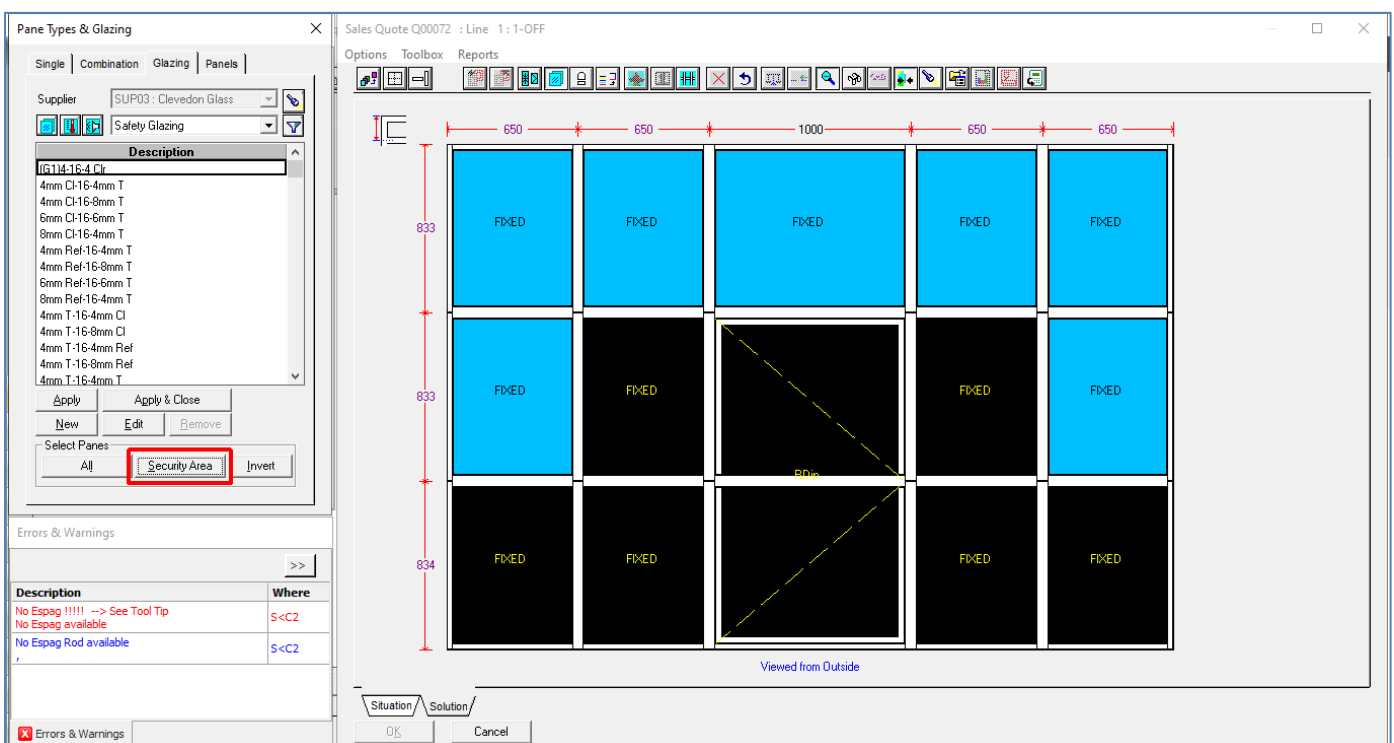 Pane Types & Glazing
Single Combination Glazing Panels
Supplier SUP03 : Clevedon Glass
Safety Glazing
Description
(G1)4-16-4 Clr
4mm Cl-16-4mm T
4mm Cl-16-8mm T
6mm Cl-16-6mm T
8mm Cl-16-4mm T
4mm Ref-16-4mm T
4mm Ref-16-8mm T
6mm Ref-16-6mm T
8mm Ref-16-4mm T
4mm T-16-4mm Cl
4mm T-16-8mm Cl
4mm T-16-4mm Ref
4mm T-16-8mm Ref
4mm T-16-4mm T
Apply Apply & Close
New Edit Remove
Select Panes
All Security Area Invert
Errors & Warnings
>>
Description Where
No Espag !!!!! --> See Tool Tip
No Espag available
S<C2
No Espag Rod available
,
S<C2
Errors & Warnings
Sales Quote Q00072 : Line 1 : 1-OFF
Options Toolbox Reports
650 650 1000 650 650
833 FIXED FIXED FIXED FIXED FIXED
833 FIXED FIXED FIXED FIXED
RDin
834 FIXED FIXED FIXED FIXED
Viewed from Outside
Situation Solution
OK Cancel